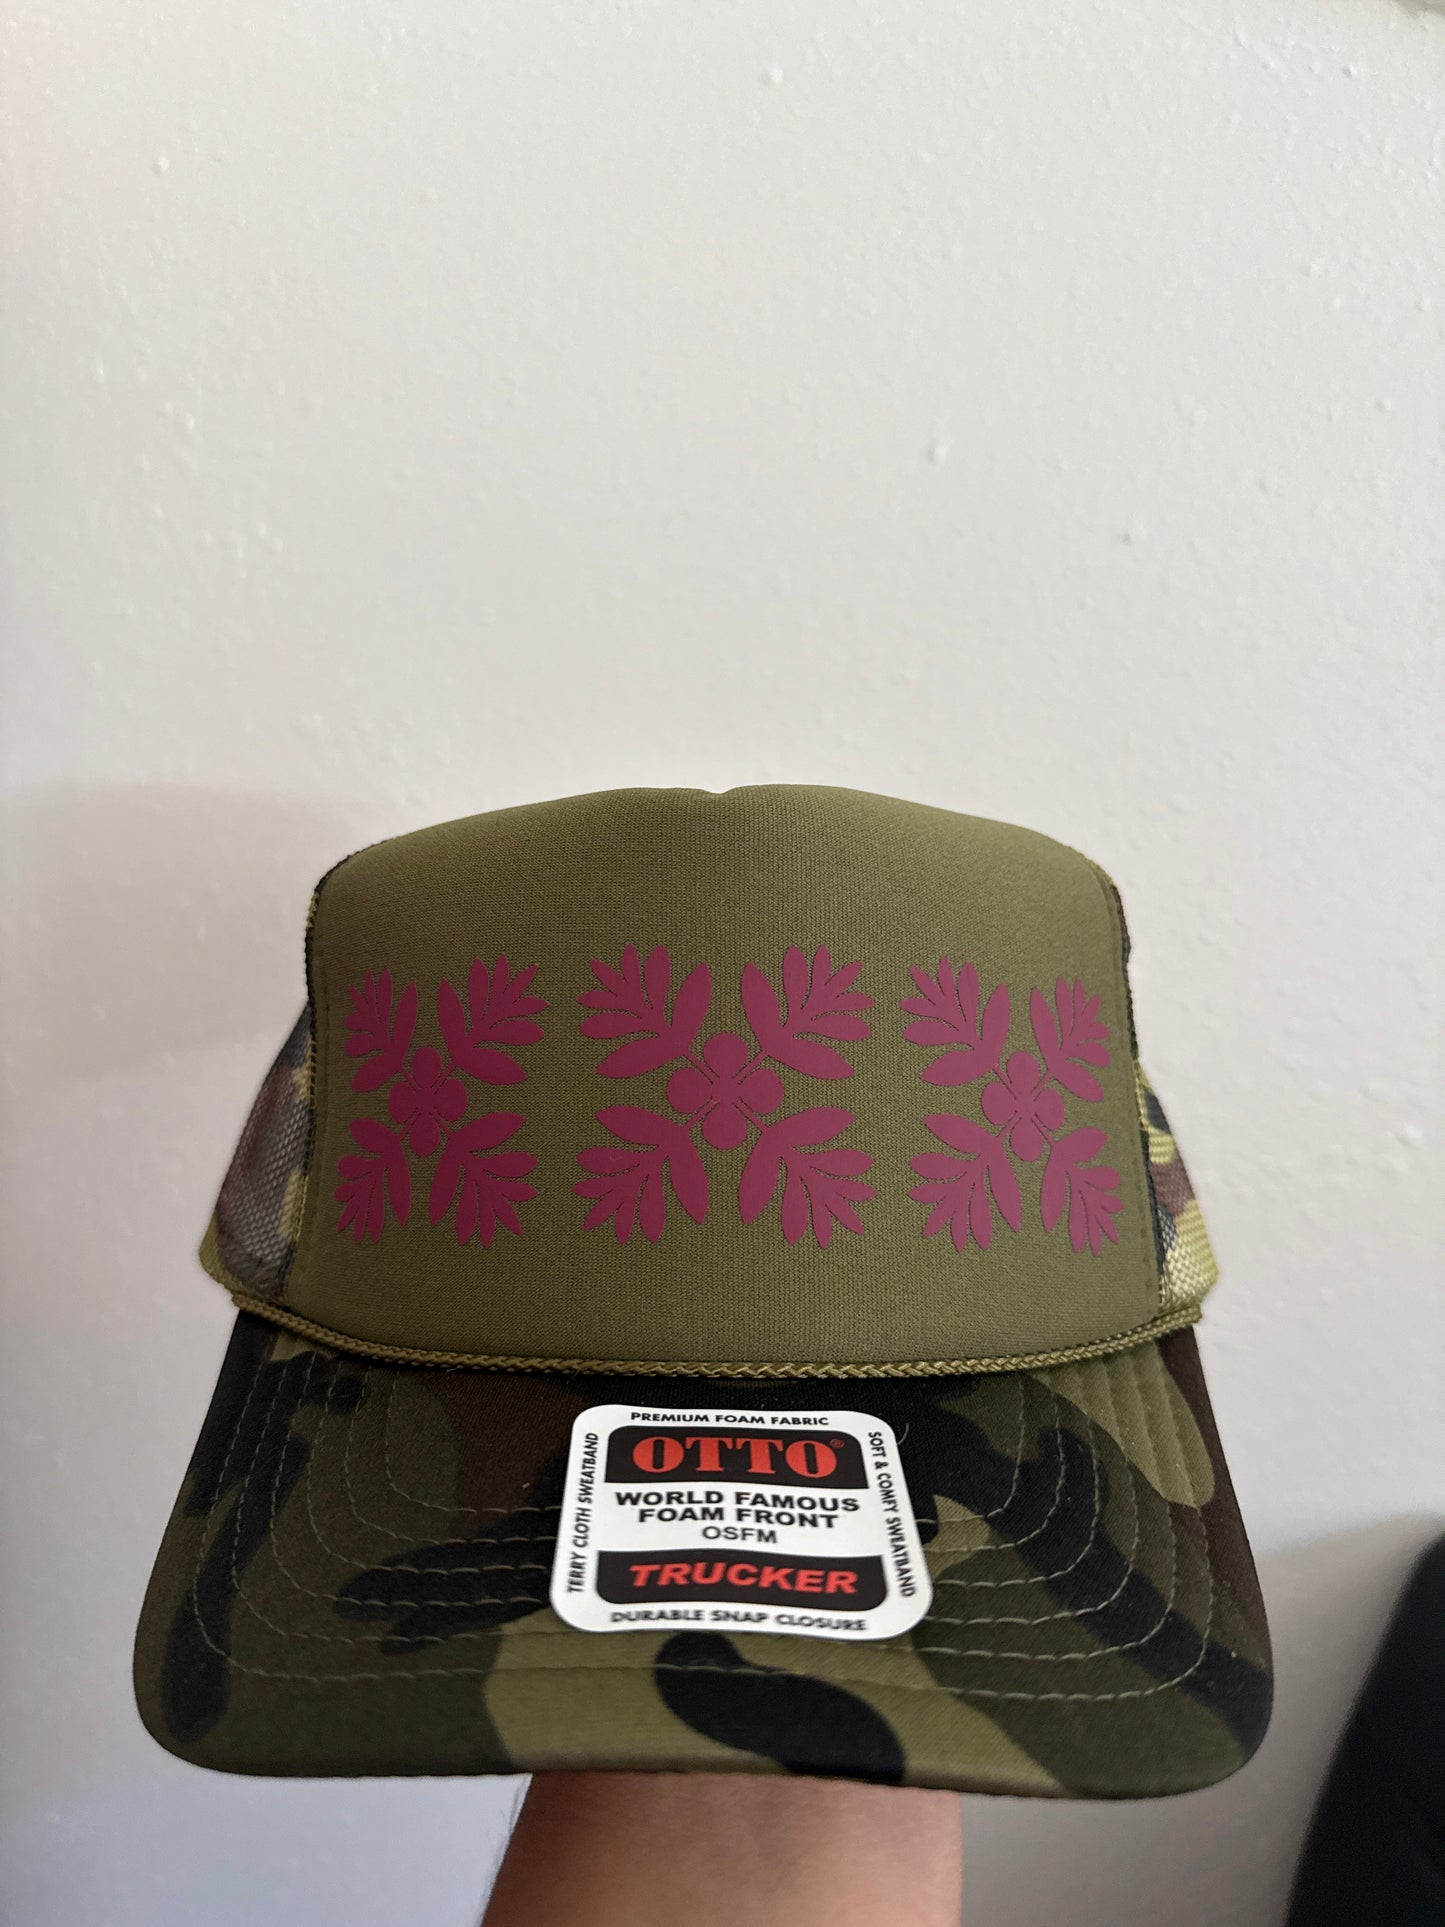 PREMIUM FOAM FABRIC
OTTO®
WORLD FAMOUS
FOAM FRONT
OSFM
TRUCKER
DURABLE SNAP CLOSURE
TERRY CLOTH SWEATBAND
SOFT & COMFY SWEATBAND